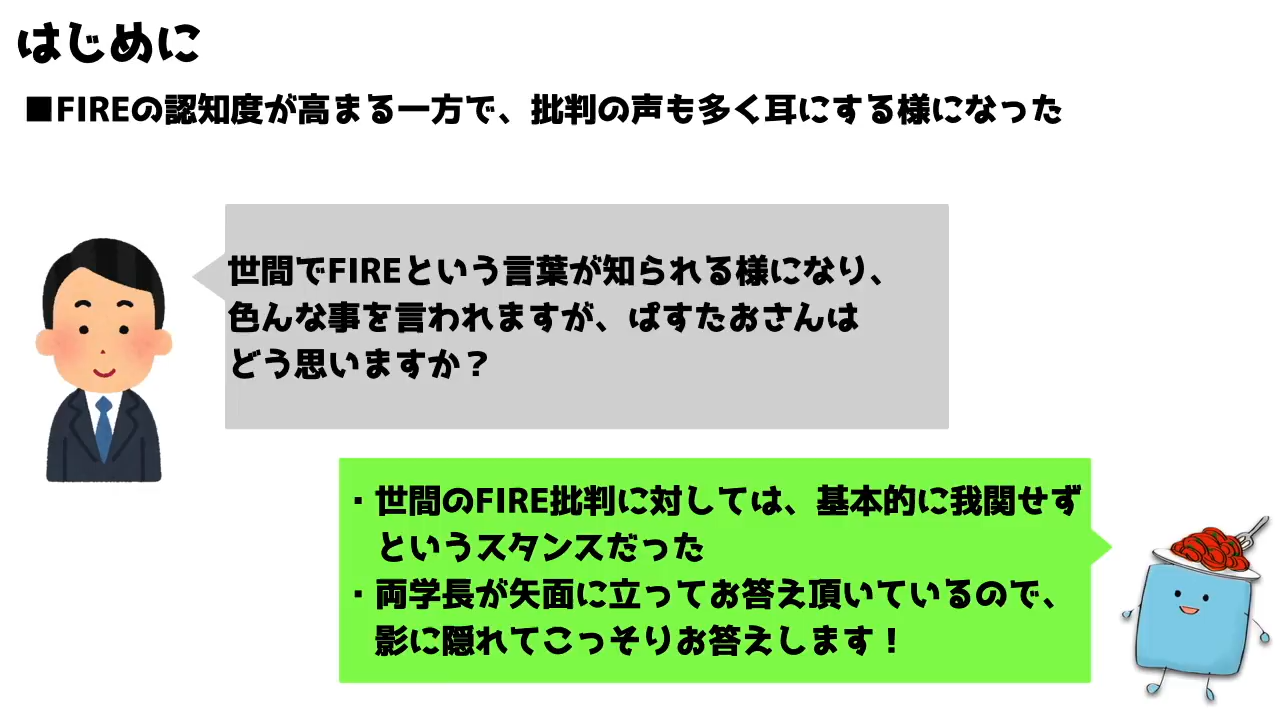 はじめに
■FIREの認知度が高まる一方で、批判の声も多く耳にする様になった
世間でFIREという言葉が知られる様になり、
色んな事を言われますが、ぱすたおさんは
どう思いますか？
・世間のFIRE批判に対しては、基本的に我関せず
というスタンスだった
・両学長が矢面に立ってお答え頂いているので、
影に隠れてこっそりお答えします！